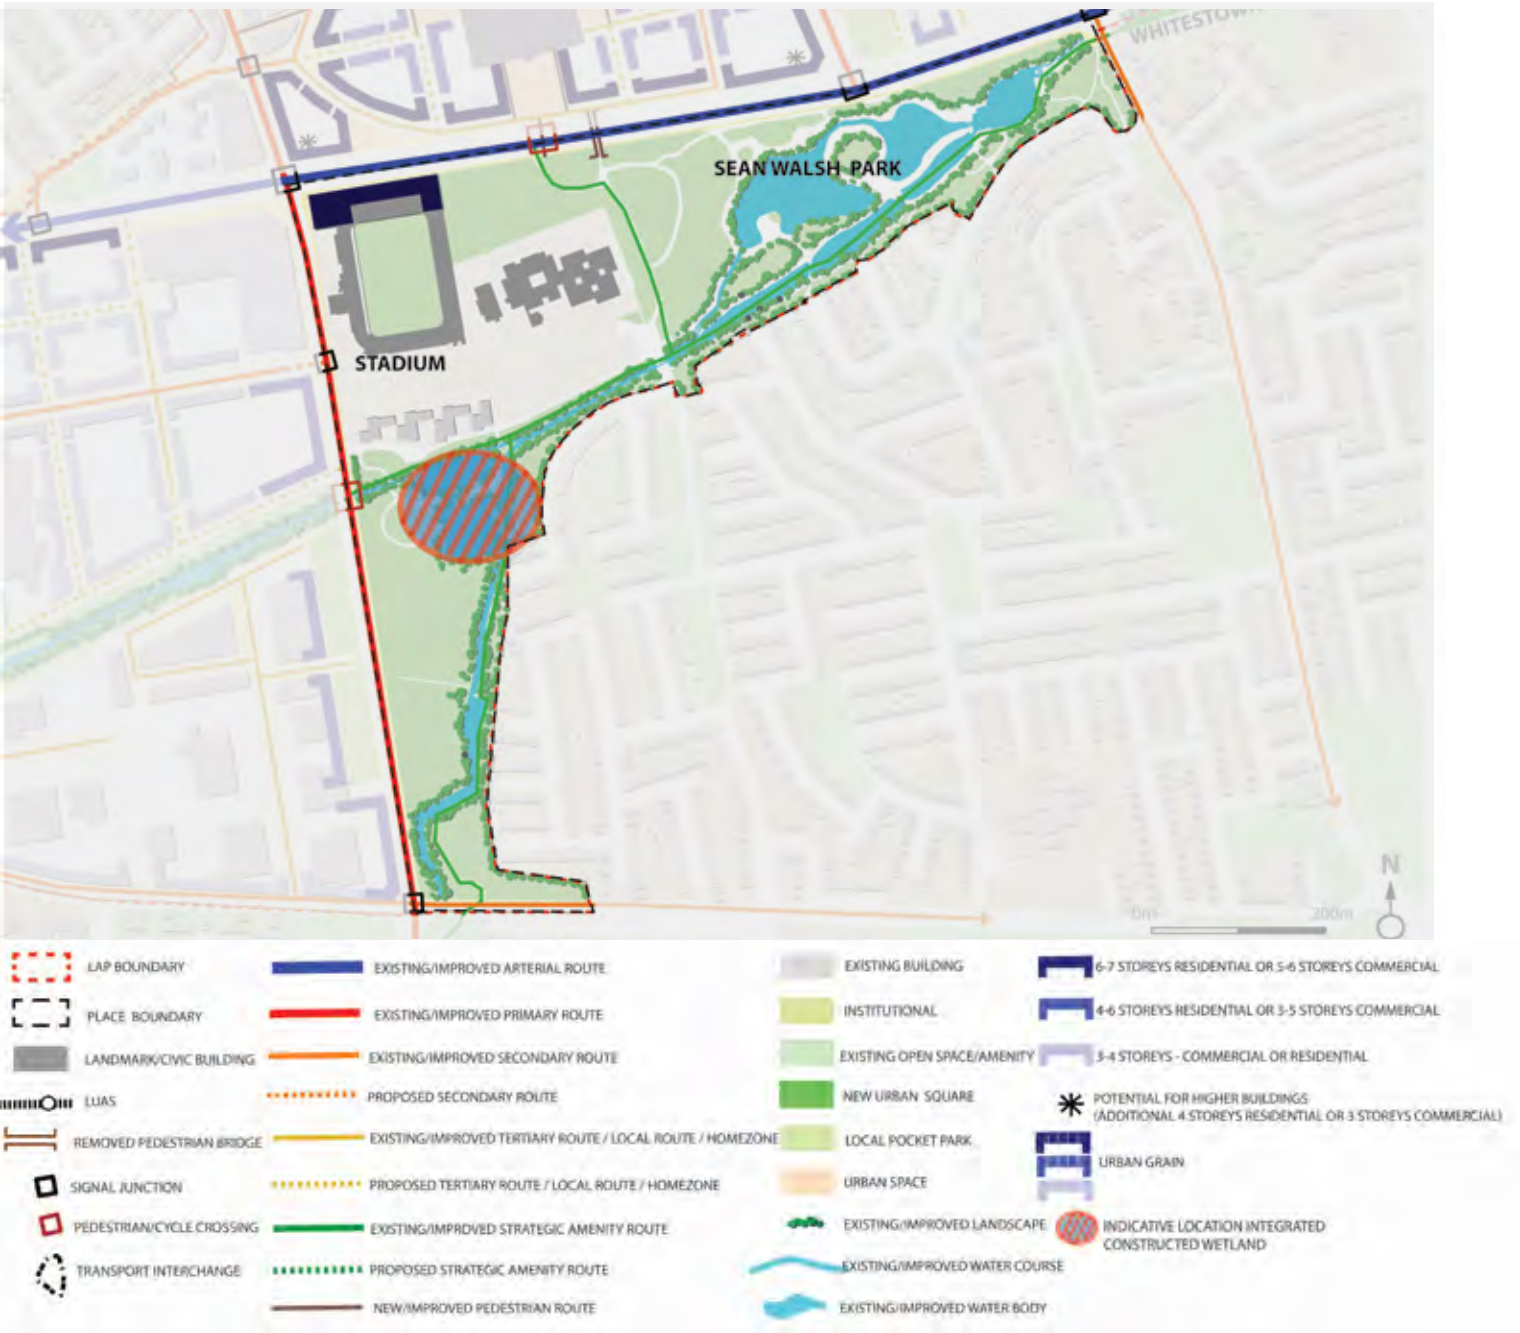 WHITESTOWN
SEAN WALSH PARK
STADIUM
N
0m 200m
LAP BOUNDARY
PLACE BOUNDARY
LANDMARK/CIVIC BUILDING
LUAS
REMOVED PEDESTRIAN BRIDGE
SIGNAL JUNCTION
PEDESTRIAN/CYCLE CROSSING
TRANSPORT INTERCHANGE
EXISTING/IMPROVED ARTERIAL ROUTE
EXISTING/IMPROVED PRIMARY ROUTE
EXISTING/IMPROVED SECONDARY ROUTE
PROPOSED SECONDARY ROUTE
EXISTING/IMPROVED TERTIARY ROUTE / LOCAL ROUTE / HOMEZONE
PROPOSED TERTIARY ROUTE / LOCAL ROUTE / HOMEZONE
EXISTING/IMPROVED STRATEGIC AMENITY ROUTE
PROPOSED STRATEGIC AMENITY ROUTE
NEW/IMPROVED PEDESTRIAN ROUTE
EXISTING BUILDING
INSTITUTIONAL
EXISTING OPEN SPACE/AMENITY
NEW URBAN SQUARE
LOCAL POCKET PARK
URBAN SPACE
EXISTING/IMPROVED LANDSCAPE
EXISTING/IMPROVED WATER COURSE
EXISTING/IMPROVED WATER BODY
6-7 STOREYS RESIDENTIAL OR 5-6 STOREYS COMMERCIAL
4-6 STOREYS RESIDENTIAL OR 3-5 STOREYS COMMERCIAL
3-4 STOREYS - COMMERCIAL OR RESIDENTIAL
POTENTIAL FOR HIGHER BUILDINGS
(ADDITIONAL 4 STOREYS RESIDENTIAL OR 3 STOREYS COMMERCIAL)
URBAN GRAIN
INDICATIVE LOCATION INTEGRATED
CONSTRUCTED WETLAND